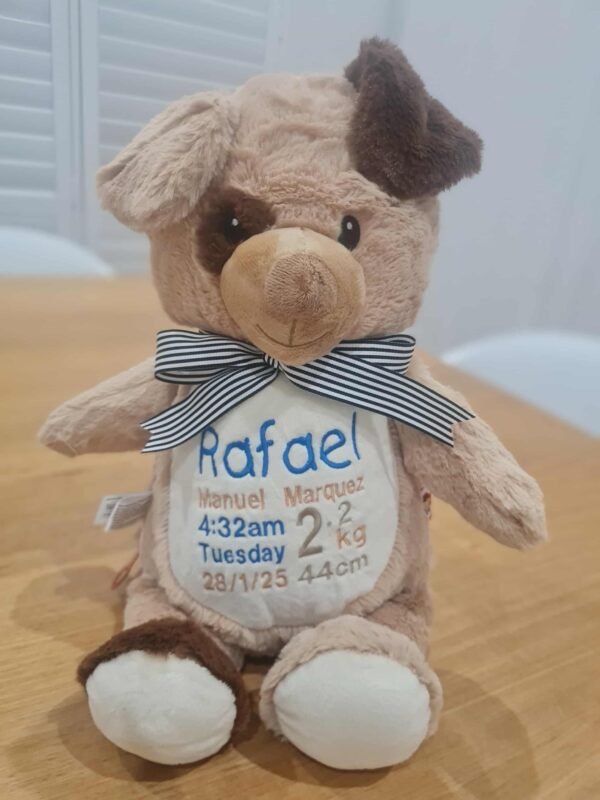 Rafael
Manuel Marquez
4:32am 2.2
Tuesday kg
28/1/25 44cm